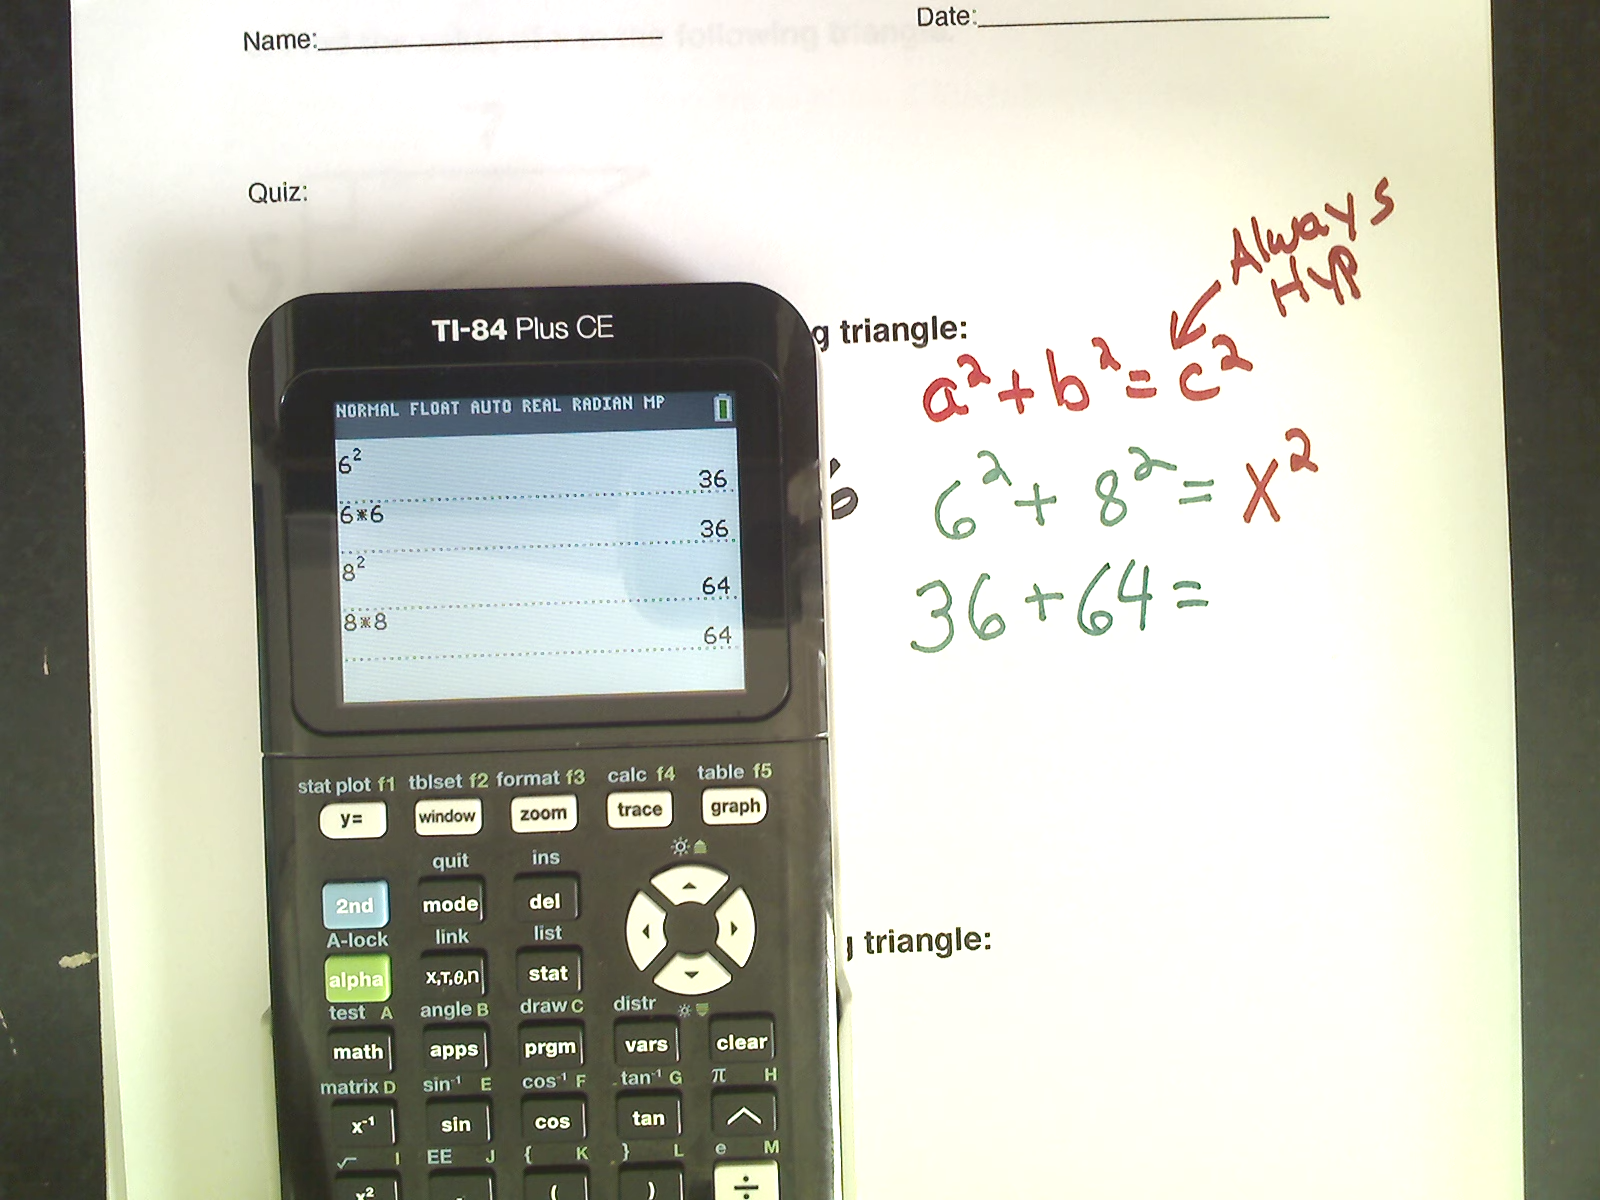 Date:
Name:
Quiz:
Always
Hyp
g triangle:
a²+b²=c²
6²+8²=x²
36+64=
6
TI-84 Plus CE
NORMAL FLOAT AUTO REAL RADIAN MP
6²
36
6*6
36
8²
64
8*8
64
stat plot f1 tblset f2 format f3 calc f4 table f5
y= window zoom trace graph
quit ins
2nd mode del
A-lock link list
alpha X,T,θ,n stat
test A angle B draw C distr
math apps prgm vars clear
matrix D sin⁻¹ E cos⁻¹ F tan⁻¹ G π H
x⁻¹ sin cos tan ^
√ I EE J { K } L e M
x² , ( ) ÷
triangle: